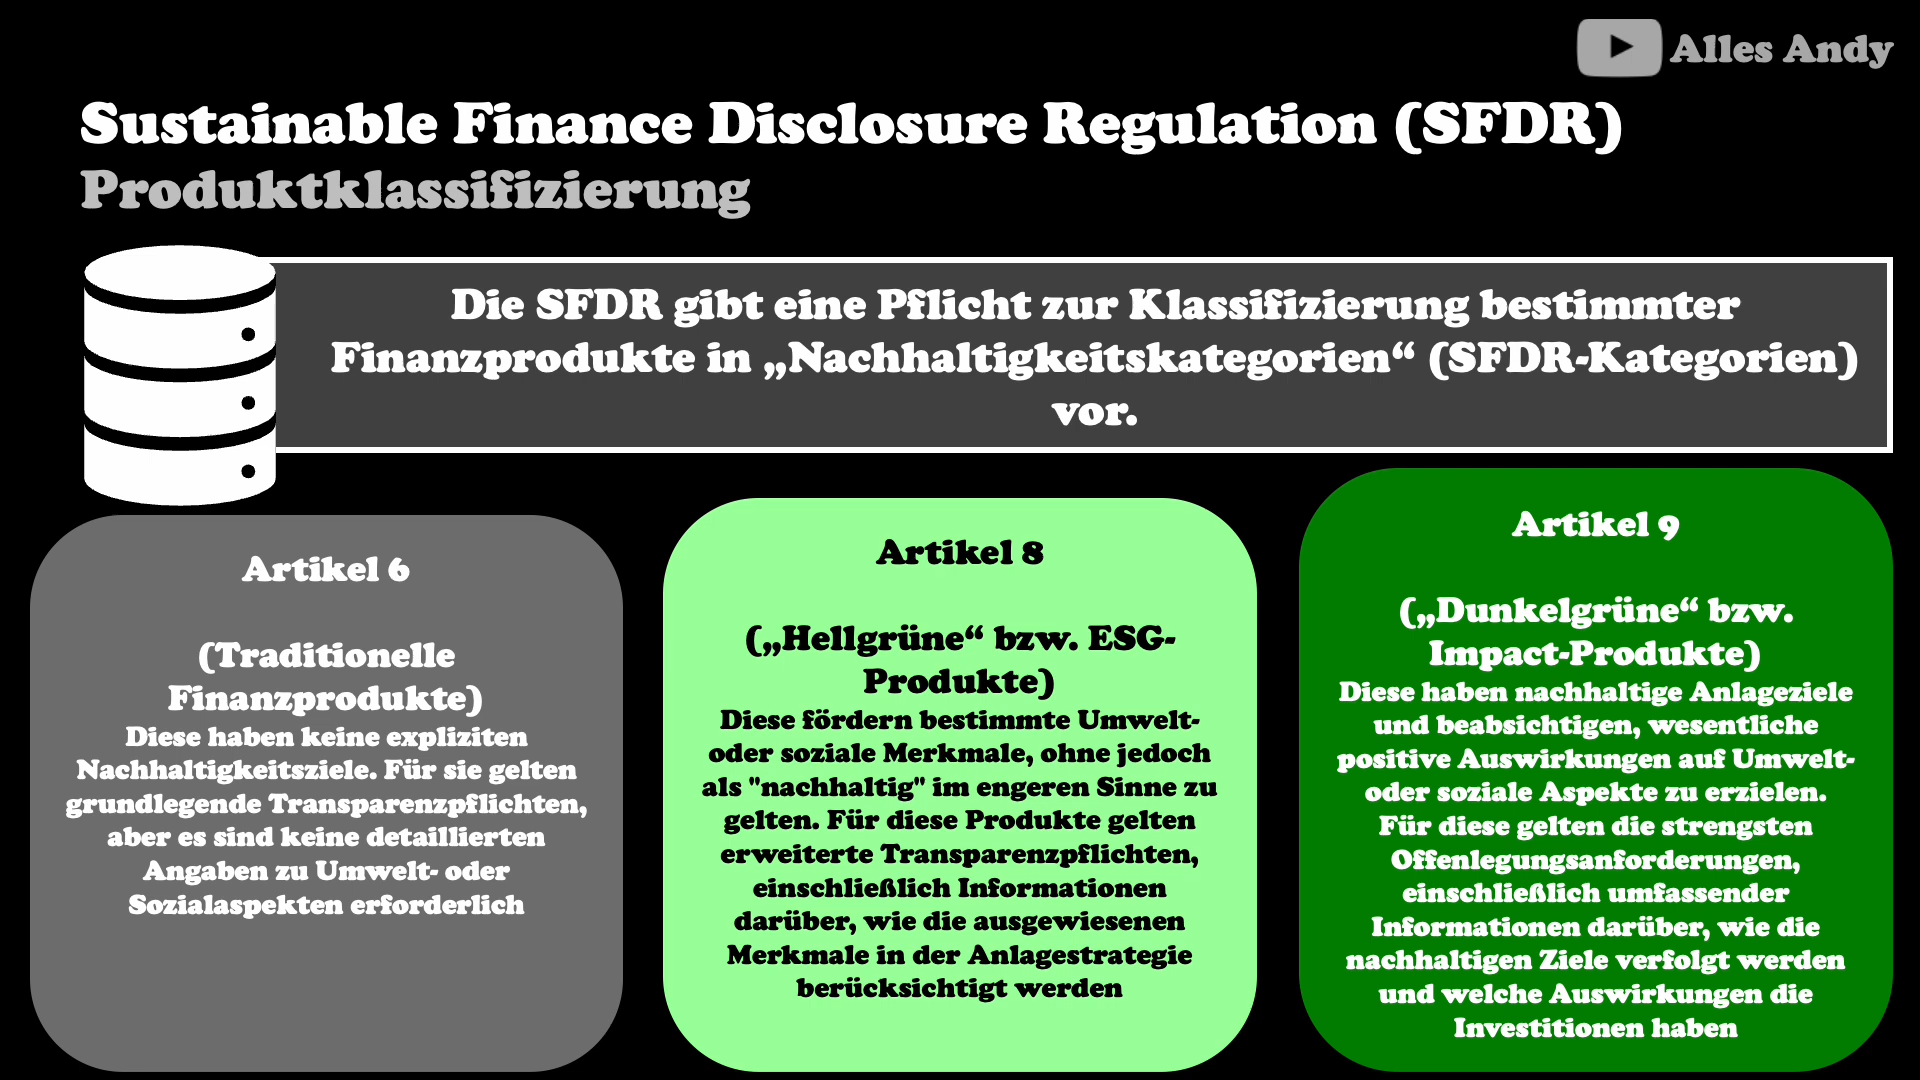 Alles Andy
Sustainable Finance Disclosure Regulation (SFDR)
Produktklassifizierung
Die SFDR gibt eine Pflicht zur Klassifizierung bestimmter
Finanzprodukte in „Nachhaltigkeitskategorien“ (SFDR-Kategorien)
vor.
Artikel 6
(Traditionelle
Finanzprodukte)
Diese haben keine expliziten
Nachhaltigkeitsziele. Für sie gelten
grundlegende Transparenzpflichten,
aber es sind keine detaillierten
Angaben zu Umwelt- oder
Sozialaspekten erforderlich
Artikel 8
(„Hellgrüne“ bzw. ESG-
Produkte)
Diese fördern bestimmte Umwelt-
oder soziale Merkmale, ohne jedoch
als "nachhaltig" im engeren Sinne zu
gelten. Für diese Produkte gelten
erweiterte Transparenzpflichten,
einschließlich Informationen
darüber, wie die ausgewiesenen
Merkmale in der Anlagestrategie
berücksichtigt werden
Artikel 9
(„Dunkelgrüne“ bzw.
Impact-Produkte)
Diese haben nachhaltige Anlageziele
und beabsichtigen, wesentliche
positive Auswirkungen auf Umwelt-
oder soziale Aspekte zu erzielen.
Für diese gelten die strengsten
Offenlegungsanforderungen,
einschließlich umfassender
Informationen darüber, wie die
nachhaltigen Ziele verfolgt werden
und welche Auswirkungen die
Investitionen haben